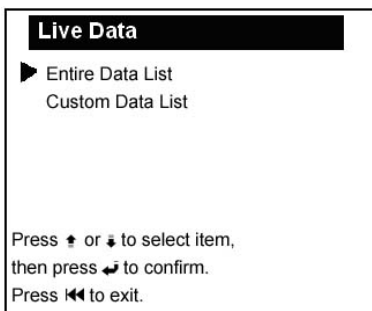 Live Data
Entire Data List
Custom Data List
Press ⬆ or ⬇ to select item,
then press ↵ to confirm.
Press ⏮ to exit.